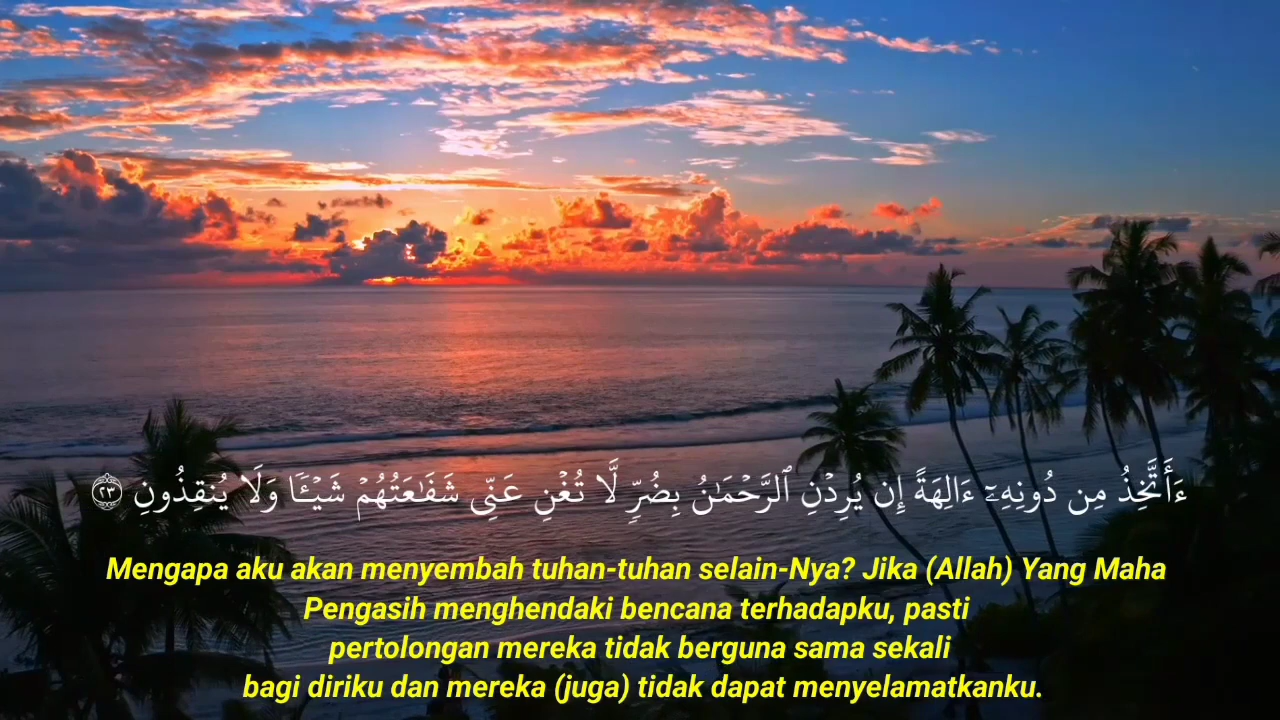 ءَأَتَّخِذُ مِن دُونِهِۦٓ ءَالِهَةً إِن يُرِدۡنِ ٱلرَّحۡمَـٰنُ بِضُرࣲّ لَّا تُغۡنِ عَنِّی شَفَـٰعَتُهُمۡ شَیۡـࣰٔا وَلَا یُنقِذُونِ ٢٣
Mengapa aku akan menyembah tuhan-tuhan selain-Nya? Jika (Allah) Yang Maha
Pengasih menghendaki bencana terhadapku, pasti
pertolongan mereka tidak berguna sama sekali
bagi diriku dan mereka (juga) tidak dapat menyelamatkanku.